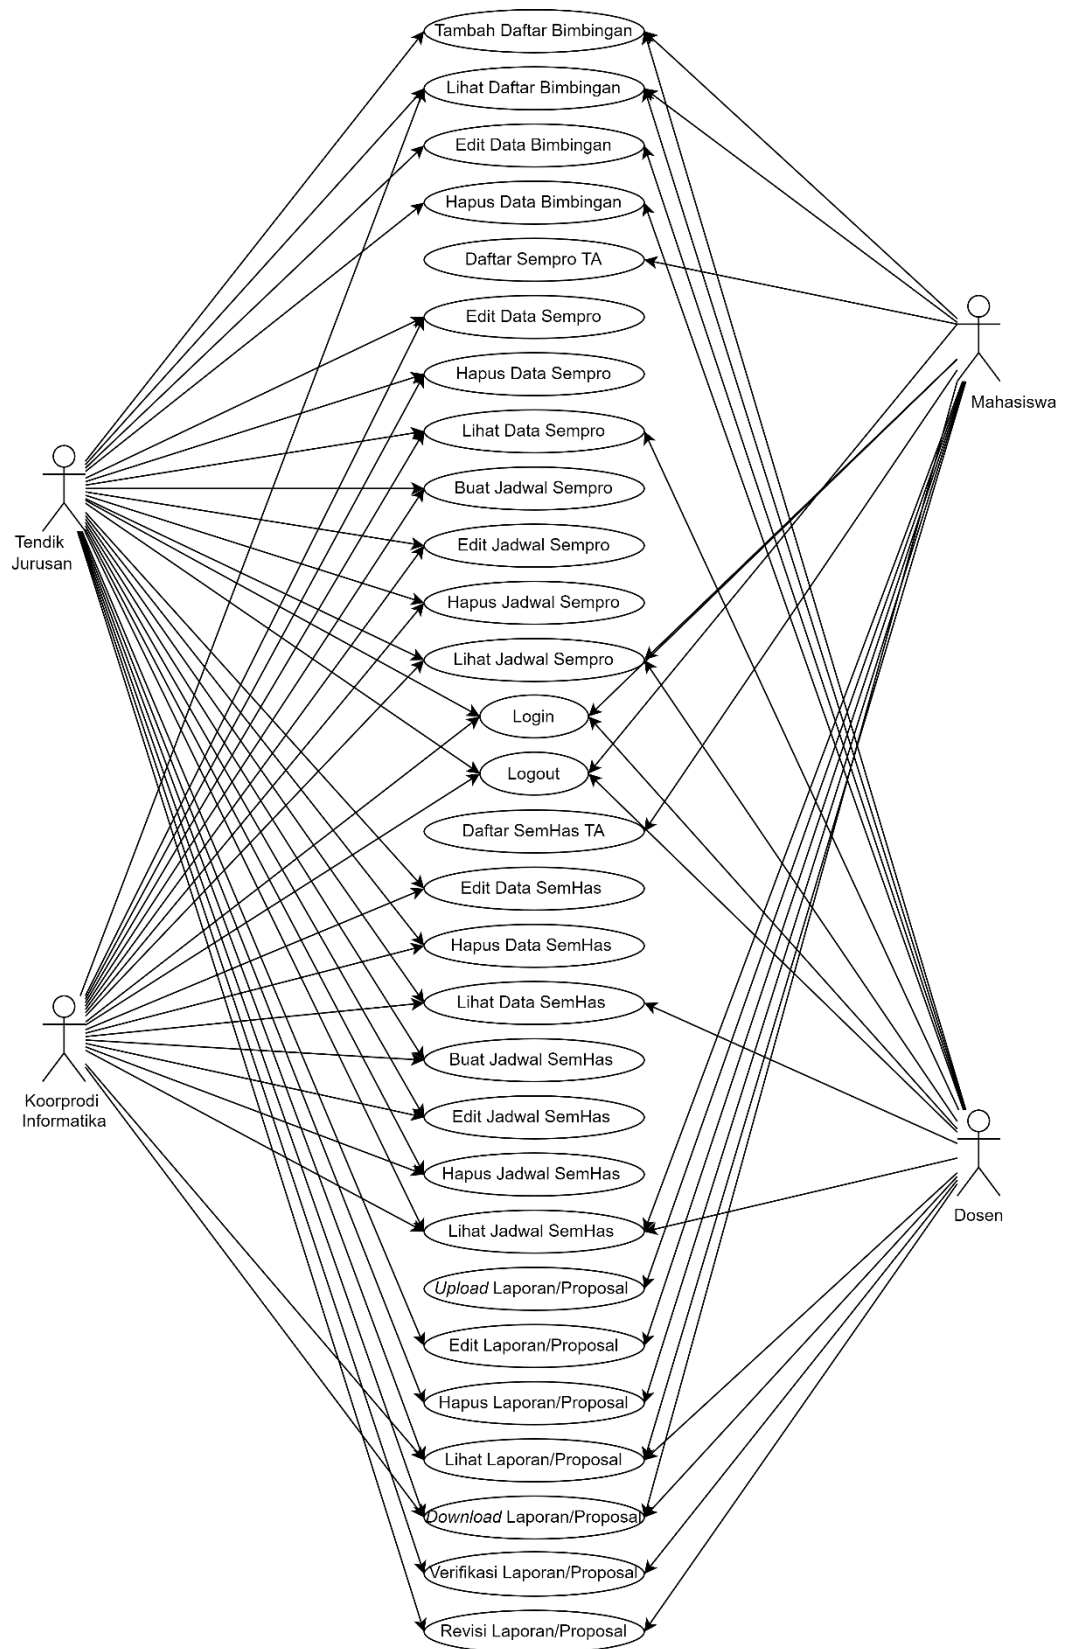 Tambah Daftar Bimbingan
Lihat Daftar Bimbingan
Edit Data Bimbingan
Hapus Data Bimbingan
Daftar Sempro TA
Edit Data Sempro
Hapus Data Sempro
Mahasiswa
Lihat Data Sempro
Buat Jadwal Sempro
Tendik
Jurusan
Edit Jadwal Sempro
Hapus Jadwal Sempro
Lihat Jadwal Sempro
Login
Logout
Daftar SemHas TA
Edit Data SemHas
Hapus Data SemHas
Lihat Data SemHas
Buat Jadwal SemHas
Koorprodi
Informatika
Edit Jadwal SemHas
Hapus Jadwal SemHas
Dosen
Lihat Jadwal SemHas
Upload Laporan/Proposal
Edit Laporan/Proposal
Hapus Laporan/Proposal
Lihat Laporan/Proposal
Download Laporan/Proposal
Verifikasi Laporan/Proposal
Revisi Laporan/Proposal